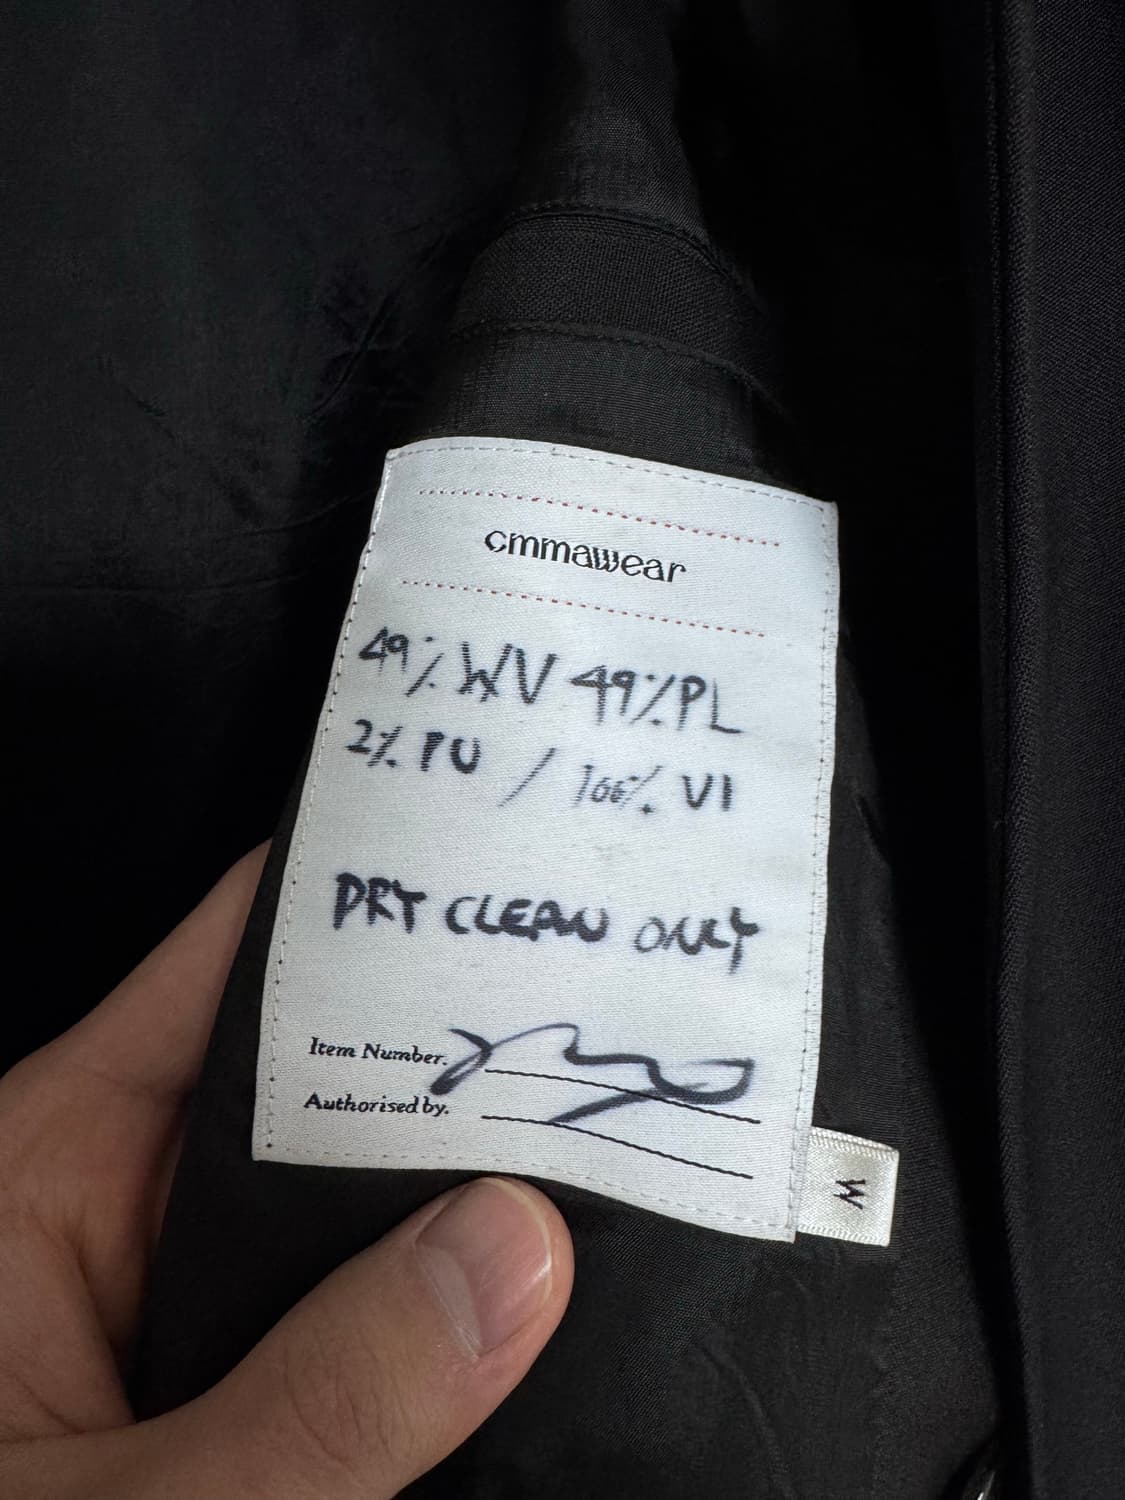 cmmawear
49% WV 49% PL
2% PU / 100% VI
DRY CLEAN ONLY
Item Number.
Authorised by.
M